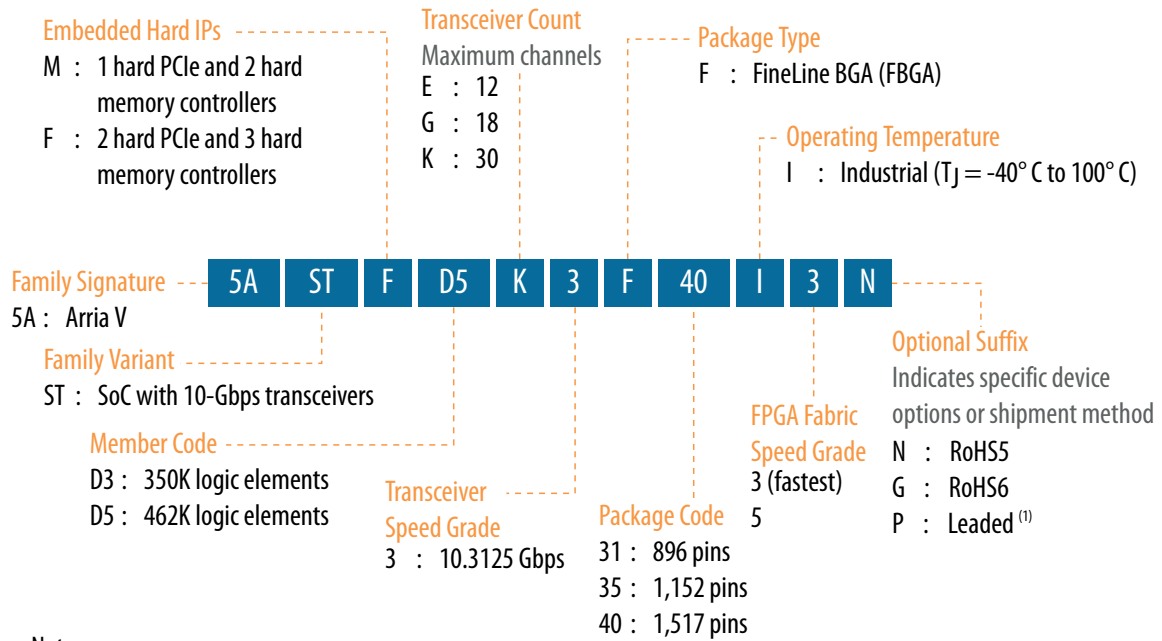 Embedded Hard IPs
M : 1 hard PCIe and 2 hard
memory controllers
F : 2 hard PCIe and 3 hard
memory controllers
Transceiver Count
Maximum channels
E : 12
G : 18
K : 30
Package Type
F : FineLine BGA (FBGA)
Operating Temperature
I : Industrial (TJ = -40° C to 100° C)
Family Signature
5A : Arria V
5A ST F D5 K 3 F 40 I 3 N
Family Variant
ST : SoC with 10-Gbps transceivers
Member Code
D3 : 350K logic elements
D5 : 462K logic elements
Transceiver
Speed Grade
3 : 10.3125 Gbps
Package Code
31 : 896 pins
35 : 1,152 pins
40 : 1,517 pins
FPGA Fabric
Speed Grade
3 (fastest)
5
Optional Suffix
Indicates specific device
options or shipment method
N : RoHS5
G : RoHS6
P : Leaded (1)